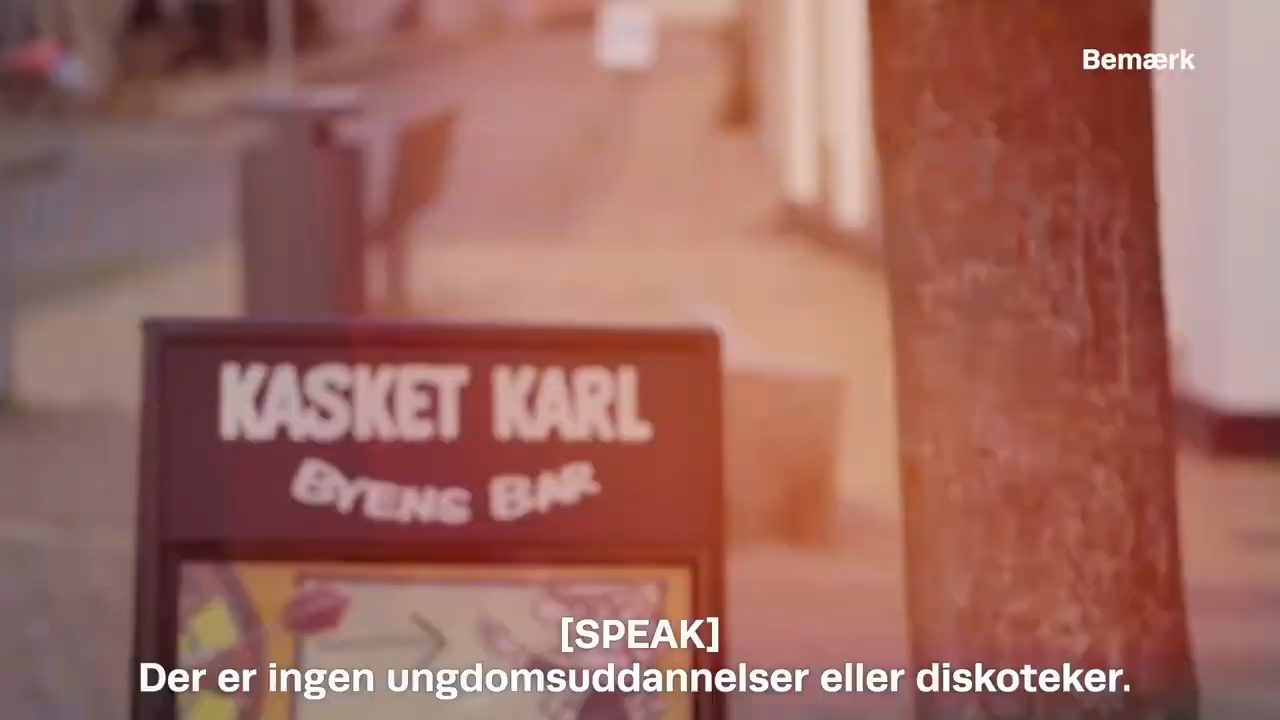 Bemærk
KASKET KARL
BYENS BAR
[SPEAK]
Der er ingen ungdomsuddannelser eller diskoteker.